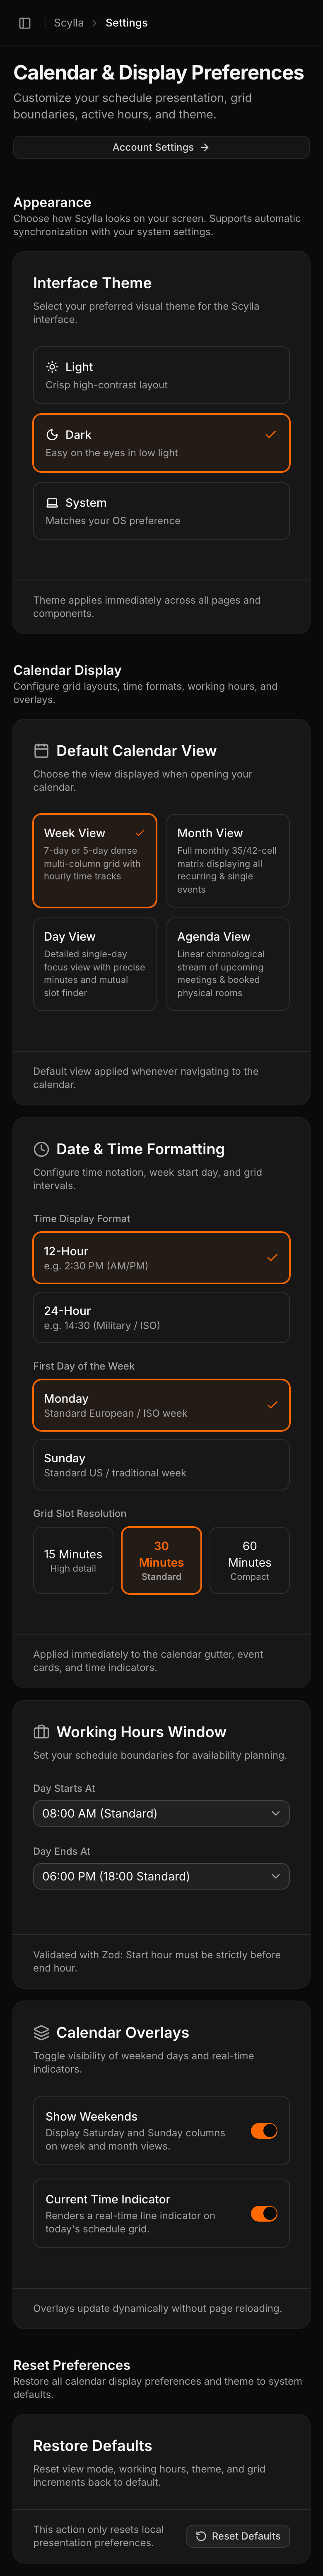 Scylla > Settings
Calendar & Display Preferences
Customize your schedule presentation, grid
boundaries, active hours, and theme.
Account Settings →
Appearance
Choose how Scylla looks on your screen. Supports automatic
synchronization with your system settings.
Interface Theme
Select your preferred visual theme for the Scylla
interface.
Light
Crisp high-contrast layout
Dark
Easy on the eyes in low light
System
Matches your OS preference
Theme applies immediately across all pages and
components.
Calendar Display
Configure grid layouts, time formats, working hours, and
overlays.
Default Calendar View
Choose the view displayed when opening your
calendar.
Week View
7-day or 5-day dense
multi-column grid with
hourly time tracks
Month View
Full monthly 35/42-cell
matrix displaying all
recurring & single
events
Day View
Detailed single-day
focus view with precise
minutes and mutual
slot finder
Agenda View
Linear chronological
stream of upcoming
meetings & booked
physical rooms
Default view applied whenever navigating to the
calendar.
Date & Time Formatting
Configure time notation, week start day, and grid
intervals.
Time Display Format
12-Hour
e.g. 2:30 PM (AM/PM)
24-Hour
e.g. 14:30 (Military / ISO)
First Day of the Week
Monday
Standard European / ISO week
Sunday
Standard US / traditional week
Grid Slot Resolution
15 Minutes
High detail
30
Minutes
Standard
60
Minutes
Compact
Applied immediately to the calendar gutter, event
cards, and time indicators.
Working Hours Window
Set your schedule boundaries for availability planning.
Day Starts At
08:00 AM (Standard)
Day Ends At
06:00 PM (18:00 Standard)
Validated with Zod: Start hour must be strictly before
end hour.
Calendar Overlays
Toggle visibility of weekend days and real-time
indicators.
Show Weekends
Display Saturday and Sunday columns
on week and month views.
Current Time Indicator
Renders a real-time line indicator on
today's schedule grid.
Overlays update dynamically without page reloading.
Reset Preferences
Restore all calendar display preferences and theme to system
defaults.
Restore Defaults
Reset view mode, working hours, theme, and grid
increments back to default.
This action only resets local
presentation preferences.
Reset Defaults